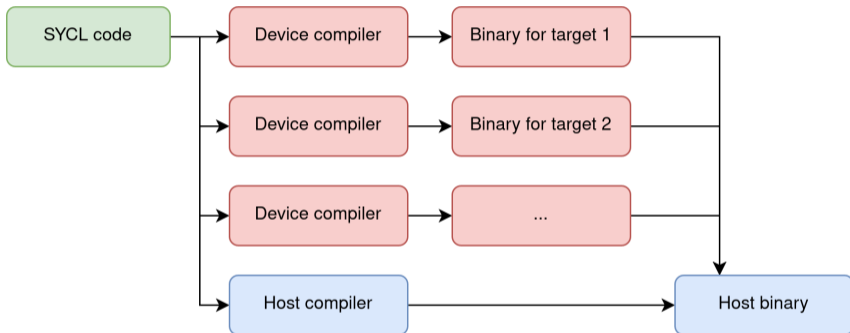 SYCL code
Device compiler
Binary for target 1
Device compiler
Binary for target 2
Device compiler
...
Host compiler
Host binary